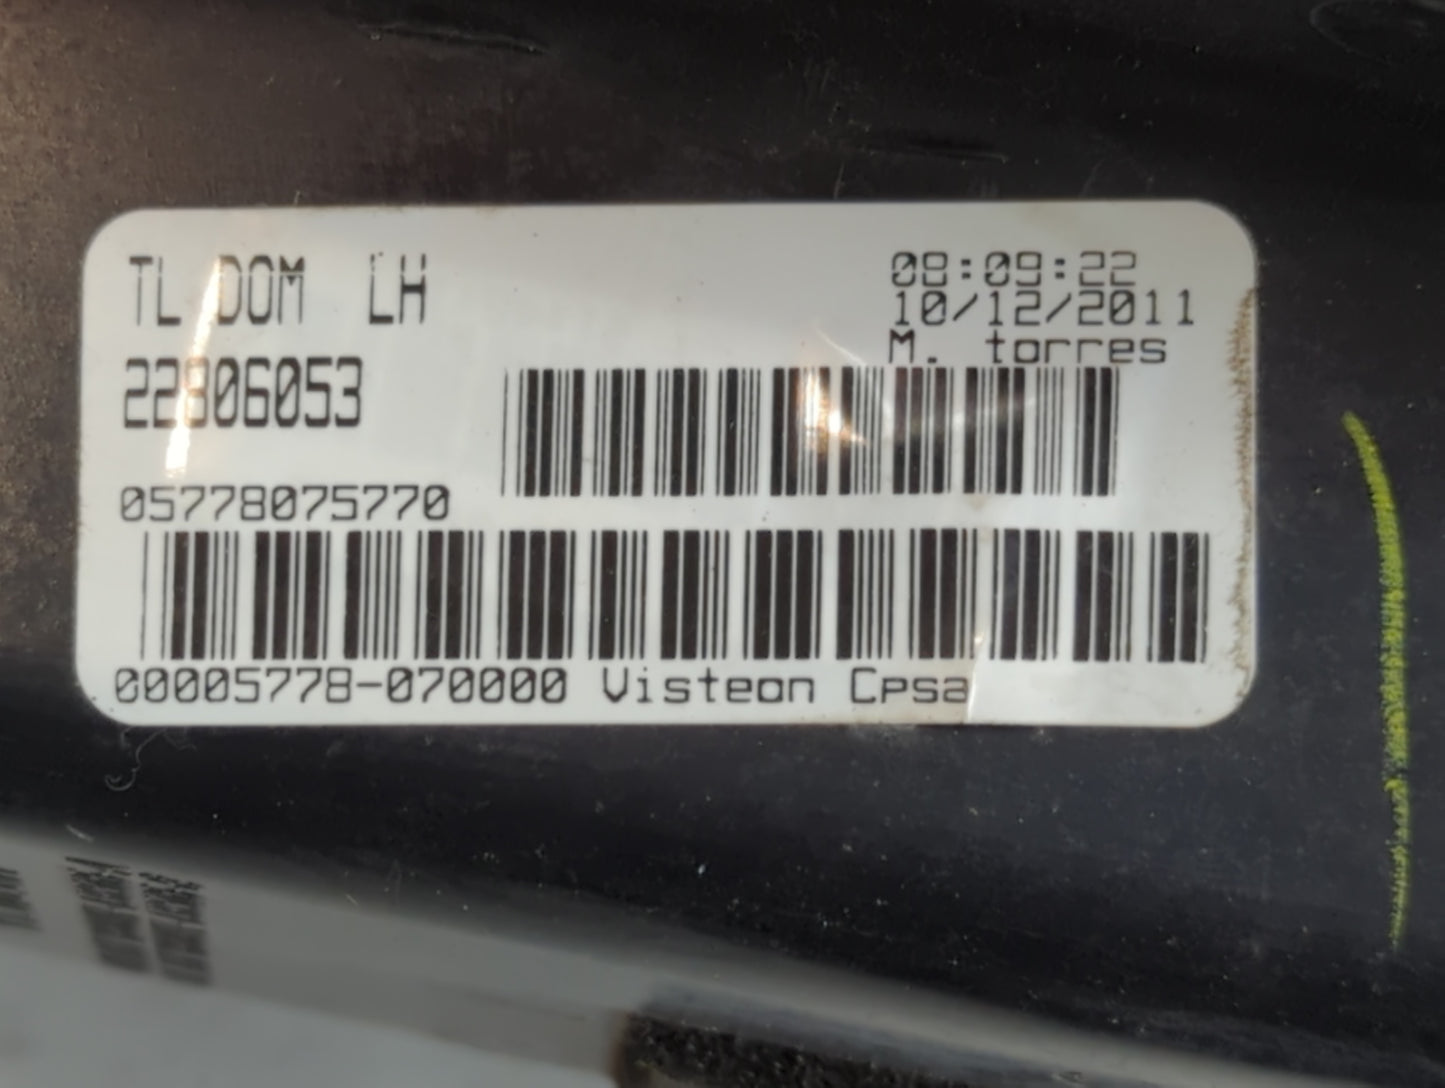 TL DOM LH
08:09:22
10/12/2011
M. torres
22806053
05778075770
00005778-070000 Visteon Cpsa